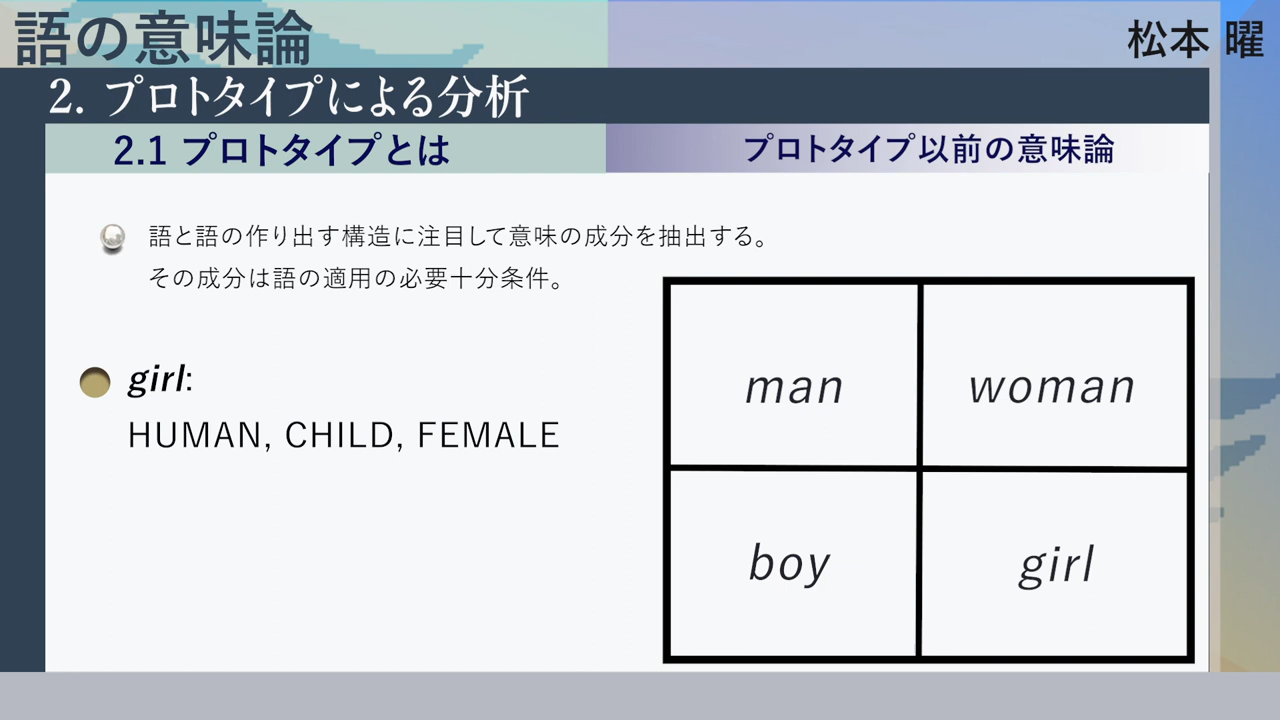 語の意味論
松本 曜
2. プロトタイプによる分析
2.1 プロトタイプとは
プロトタイプ以前の意味論
語と語の作り出す構造に注目して意味の成分を抽出する。
その成分は語の適用の必要十分条件。
girl:
HUMAN, CHILD, FEMALE
man
woman
boy
girl